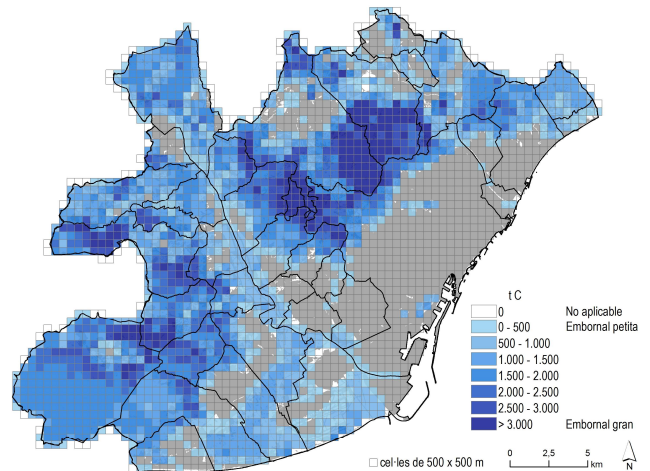 t C
0 No aplicable
0 - 500 Embornal petita
500 - 1.000
1.000 - 1.500
1.500 - 2.000
2.000 - 2.500
2.500 - 3.000
> 3.000 Embornal gran
cel·les de 500 x 500 m
0 2,5 5
km
N